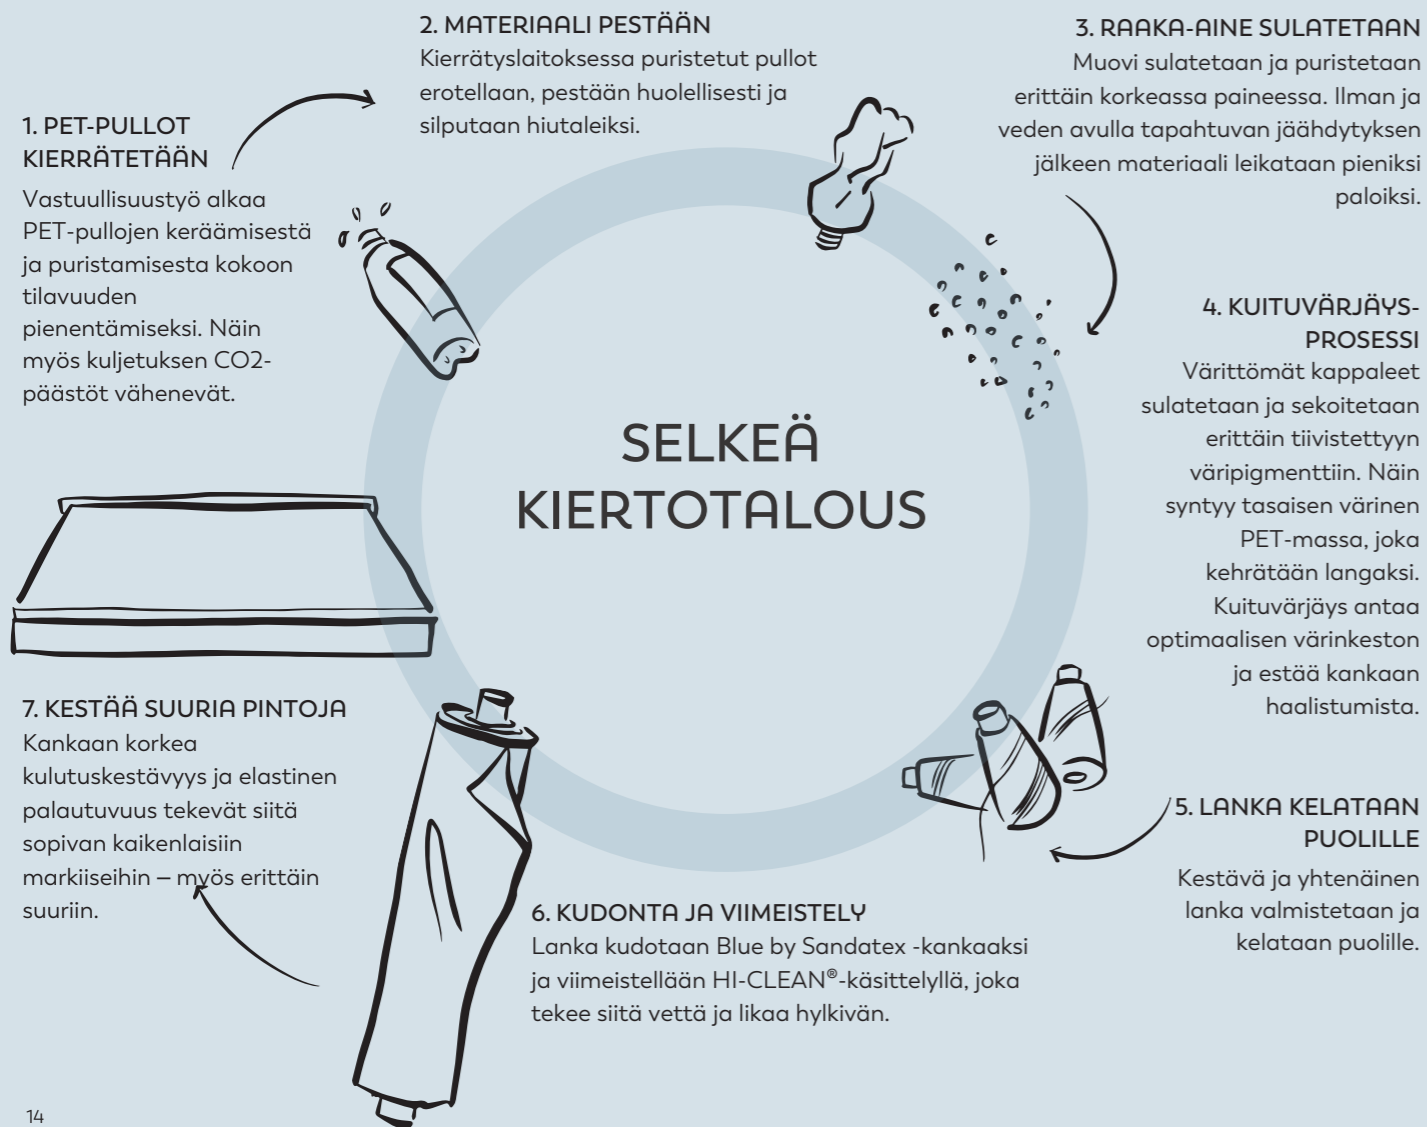 1. PET-PULLOT
KIERRÄTETÄÄN
Vastuullisuustyö alkaa
PET-pullojen keräämisestä
ja puristamisesta kokoon
tilavuuden
pienentämiseksi. Näin
myös kuljetuksen CO2-
päästöt vähenevät.
2. MATERIAALI PESTÄÄN
Kierrätyslaitoksessa puristetut pullot
erotellaan, pestään huolellisesti ja
silputaan hiutaleiksi.
3. RAAKA-AINE SULATETAAN
Muovi sulatetaan ja puristetaan
erittäin korkeassa paineessa. Ilman ja
veden avulla tapahtuvan jäähdytyksen
jälkeen materiaali leikataan pieniksi
paloiksi.
SELKEÄ
KIERTOTALOUS
4. KUITUVÄRJÄYS-
PROSESSI
Värittömät kappaleet
sulatetaan ja sekoitetaan
erittäin tiivistettyyn
väripigmenttiin. Näin
syntyy tasaisen värinen
PET-massa, joka
kehrätään langaksi.
Kuituvärjäys antaa
optimaalisen värinkeston
ja estää kankaan
haalistumista.
5. LANKA KELATAAN
PUOLILLE
Kestävä ja yhtenäinen
lanka valmistetaan ja
kelataan puolille.
6. KUDONTA JA VIIMEISTELY
Lanka kudotaan Blue by Sandatex -kankaaksi
ja viimeistellään HI-CLEAN®-käsittelyllä, joka
tekee siitä vettä ja likaa hylkivän.
7. KESTÄÄ SUURIA PINTOJA
Kankaan korkea
kulutuskestävyys ja elastinen
palautuvuus tekevät siitä
sopivan kaikenlaisiin
markiiseihin – myös erittäin
suuriin.
14